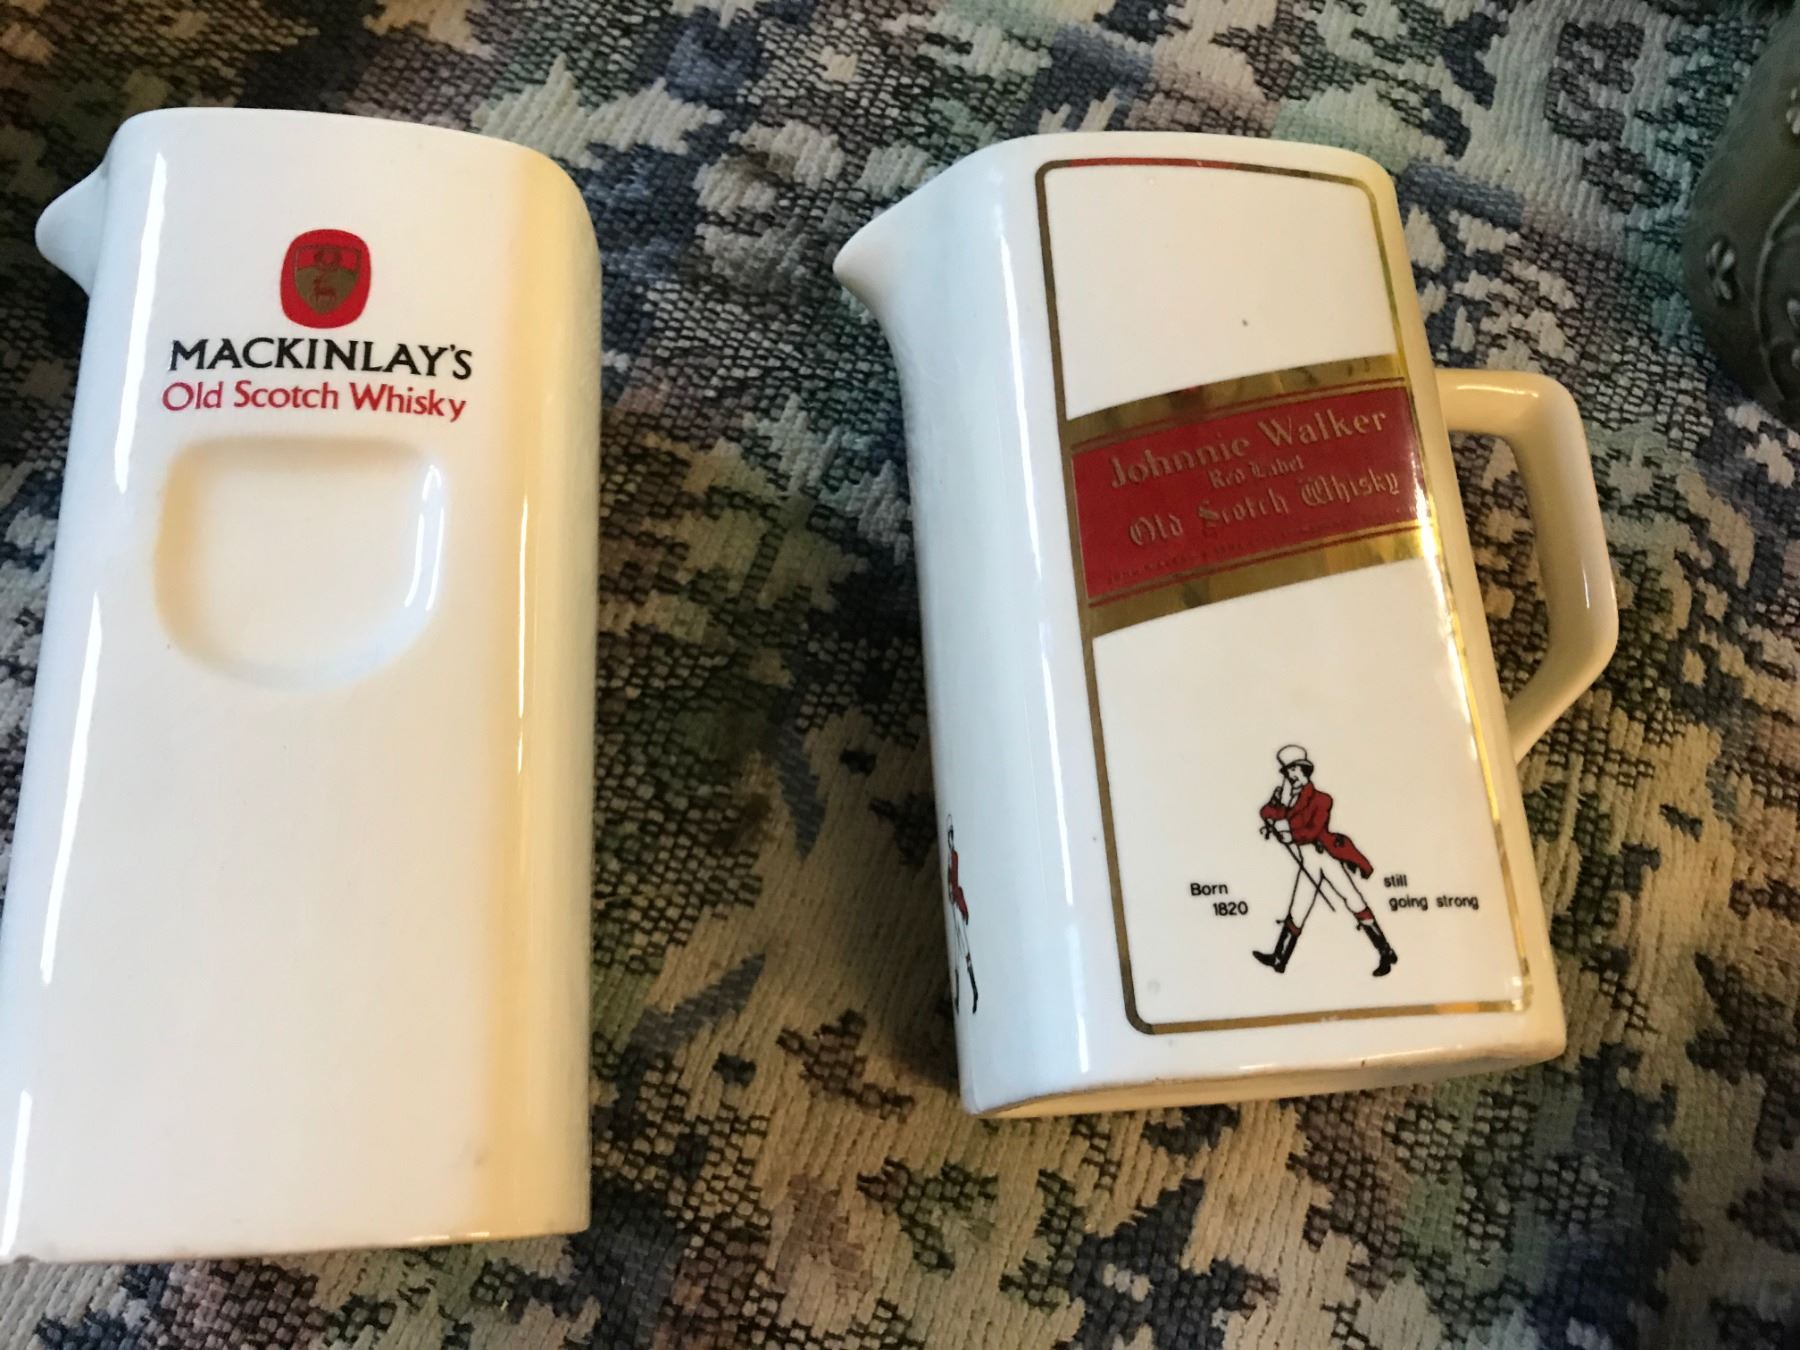 MACKINLAY'S
Old Scotch Whisky
Johnnie Walker
Red Label
Old Scotch Whisky
Born
1820
still
going strong